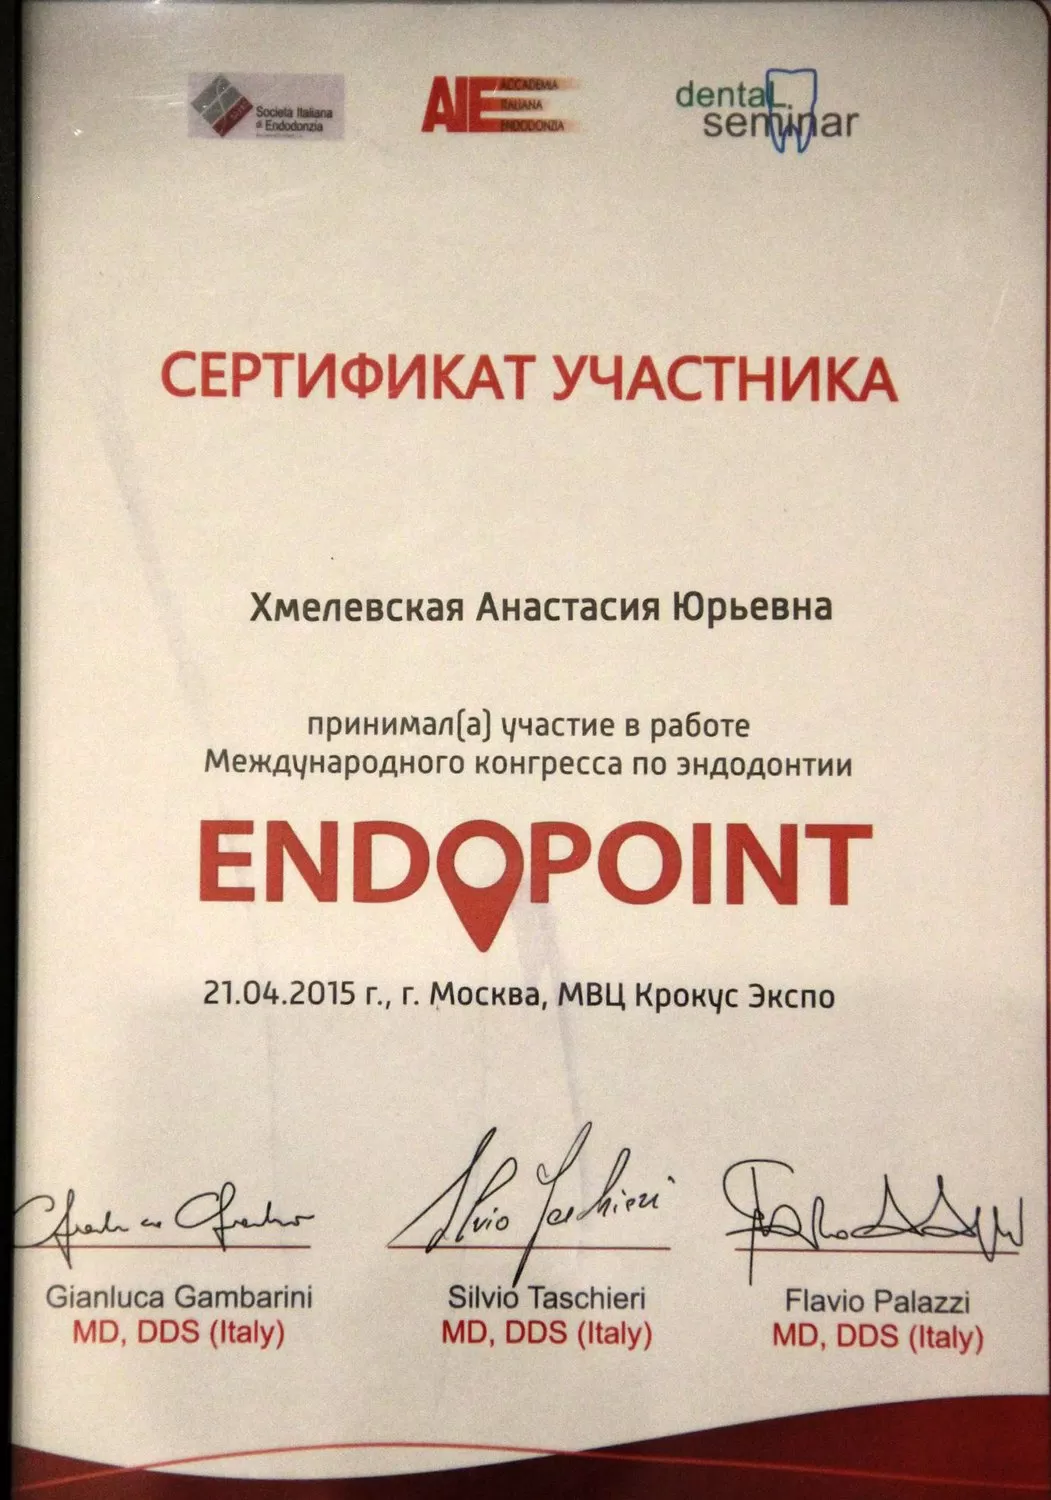 Società Italiana
di Endodonzia
AIE
ACCADEMIA
ITALIANA
ENDODONZIA
dental
seminar
СЕРТИФИКАТ УЧАСТНИКА
Хмелевская Анастасия Юрьевна
принимал(а) участие в работе
Международного конгресса по эндодонтии
ENDOPOINT
21.04.2015 г., г. Москва, МВЦ Крокус Экспо
Silvio Taschieri
Gianluca Gambarini
MD, DDS (Italy)
Silvio Taschieri
MD, DDS (Italy)
Flavio Palazzi
MD, DDS (Italy)